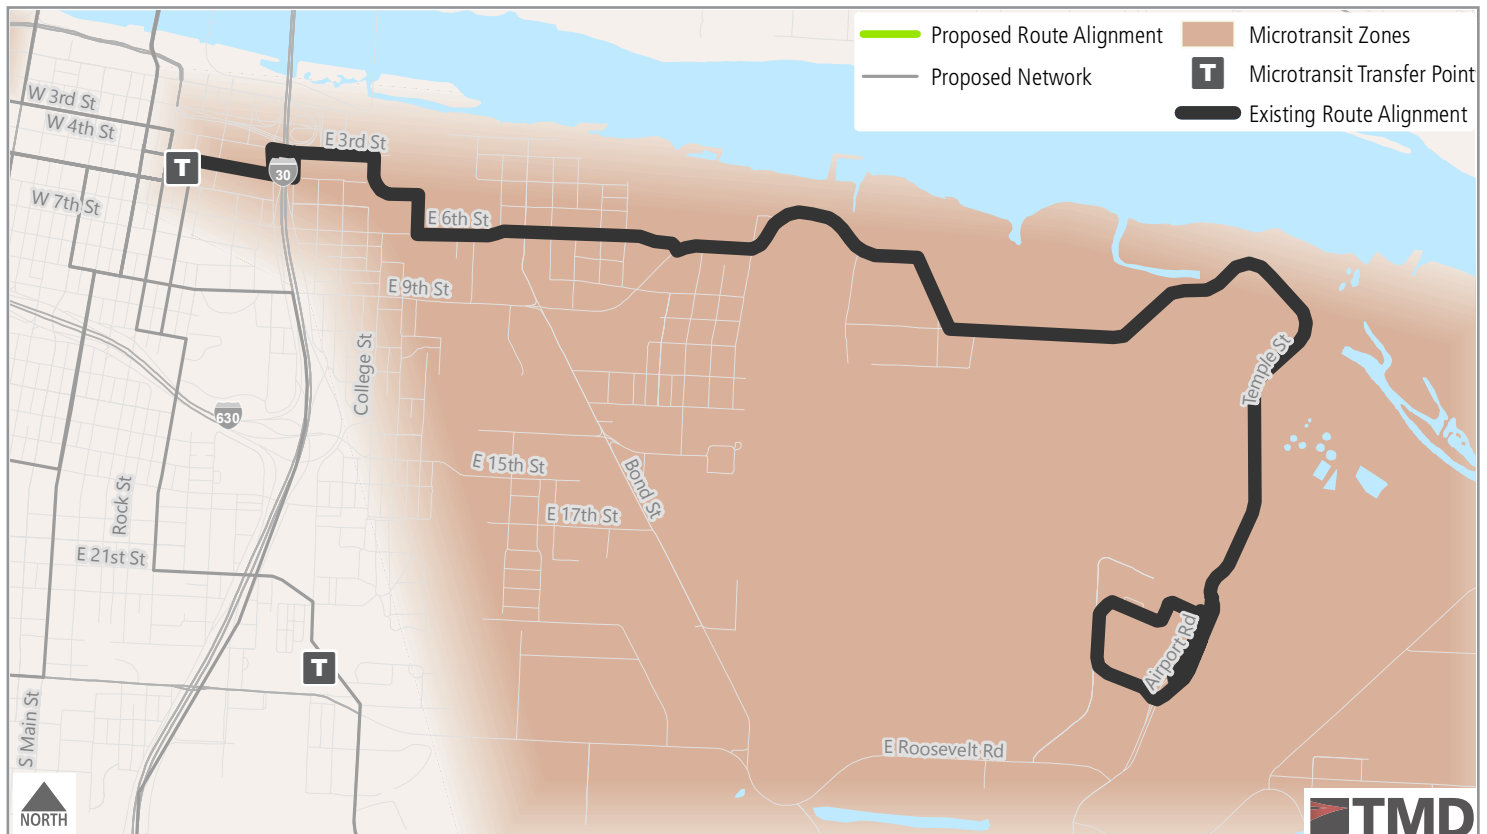 Proposed Route Alignment
Proposed Network
Microtransit Zones
T Microtransit Transfer Point
Existing Route Alignment
W 3rd St
W 4th St
E 3rd St
T
30
W 7th St
E 6th St
E 9th St
College St
Temple St
630
E 15th St
Bond St
Rock St
E 17th St
E 21st St
T
Airport Rd
S Main St
E Roosevelt Rd
NORTH
TMD